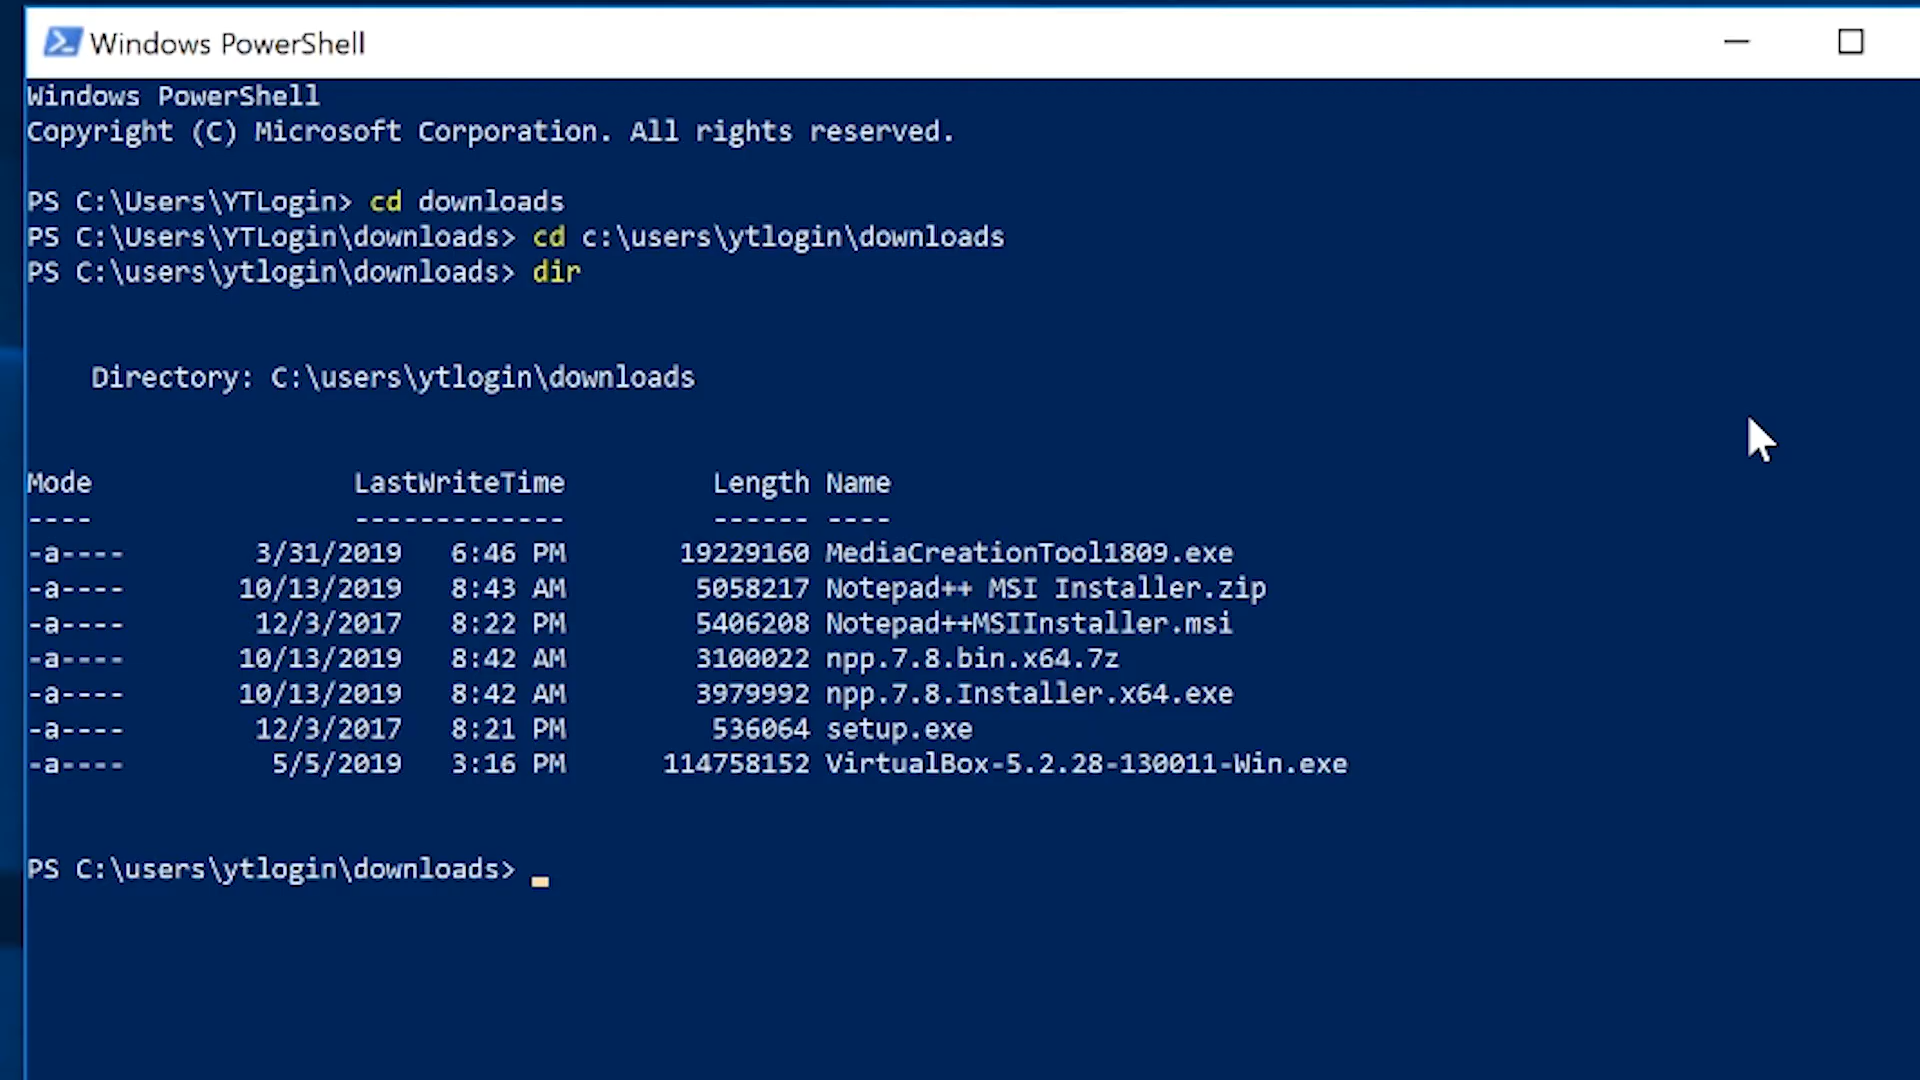 Windows PowerShell
Windows PowerShell
Copyright (C) Microsoft Corporation. All rights reserved.
PS C:\Users\YTLogin> cd downloads
PS C:\Users\YTLogin\downloads> cd c:\users\ytlogin\downloads
PS C:\users\ytlogin\downloads> dir
Directory: C:\users\ytlogin\downloads
Mode LastWriteTime Length Name
---- ------------- ------ ----
-a---- 3/31/2019 6:46 PM 19229160 MediaCreationTool1809.exe
-a---- 10/13/2019 8:43 AM 5058217 Notepad++ MSI Installer.zip
-a---- 12/3/2017 8:22 PM 5406208 Notepad++MSIInstaller.msi
-a---- 10/13/2019 8:42 AM 3100022 npp.7.8.bin.x64.7z
-a---- 10/13/2019 8:42 AM 3979992 npp.7.8.Installer.x64.exe
-a---- 12/3/2017 8:21 PM 536064 setup.exe
-a---- 5/5/2019 3:16 PM 114758152 VirtualBox-5.2.28-130011-Win.exe
PS C:\users\ytlogin\downloads>